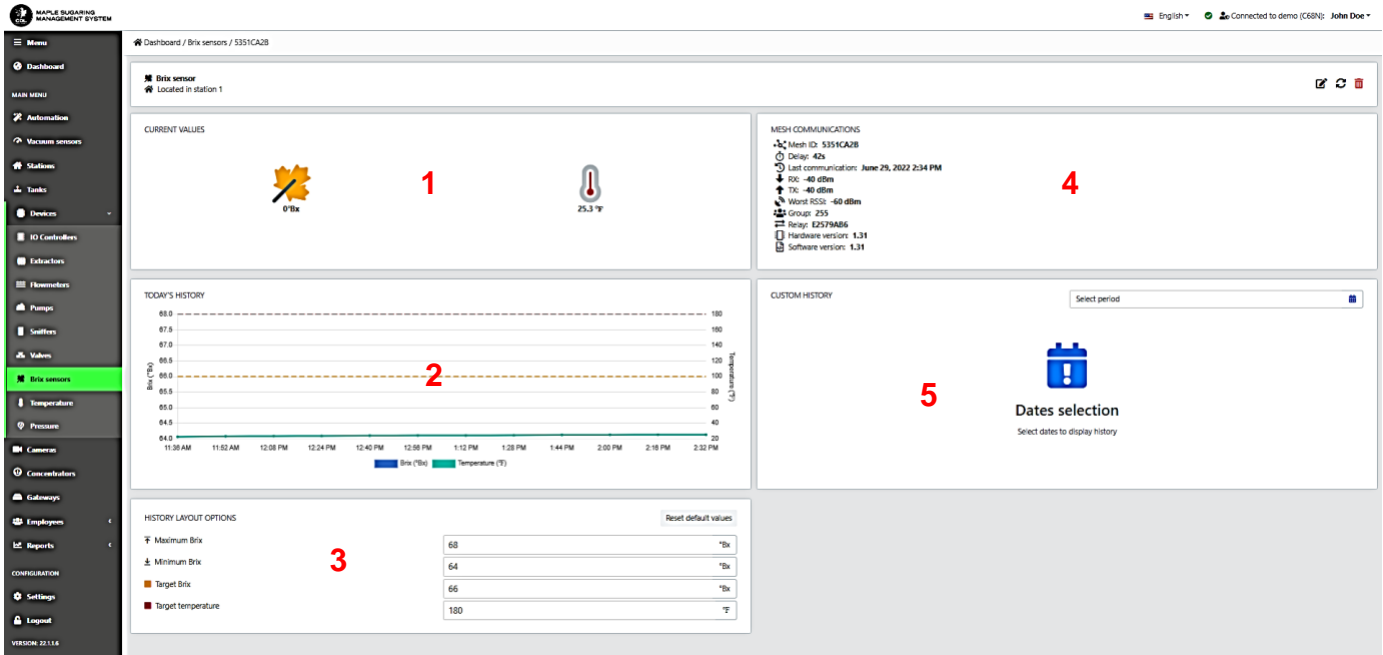 MAPLE SUGARING
MANAGEMENT SYSTEM
CDL
English
Connected to demo (C68N): John Doe
Menu
Dashboard
MAIN MENU
Automation
Vacuum sensors
Stations
Tanks
Devices
IO Controllers
Extractors
Flowmeters
Pumps
Sniffers
Valves
Brix sensors
Temperature
Pressure
Cameras
Concentrators
Gateways
Employees
Reports
CONFIGURATION
Settings
Logout
VERSION: 22.1.1.6
Dashboard / Brix sensors / 5351CA2B
Brix sensor
Located in station 1
CURRENT VALUES
0°Bx
1
25.3 °F
MESH COMMUNICATIONS
Mesh ID: 5351CA2B
Delay: 42s
Last communication: June 29, 2022 2:34 PM
RX: -40 dBm
TX: -40 dBm
Worst RSSI: -60 dBm
Group: 255
Relay: E2579AB6
Hardware version: 1.31
Software version: 1.31
4
TODAY'S HISTORY
Brix (°Bx)
68.0
67.5
67.0
66.5
66.0
65.5
65.0
64.5
64.0
2
180
160
140
120
100
80
60
40
20
Temperature (°F)
11:36 AM 11:52 AM 12:08 PM 12:24 PM 12:40 PM 12:56 PM 1:12 PM 1:28 PM 1:44 PM 2:00 PM 2:16 PM 2:32 PM
Brix (°Bx) Temperature (°F)
CUSTOM HISTORY
Select period
5
Dates selection
Select dates to display history
HISTORY LAYOUT OPTIONS
Reset default values
Maximum Brix 68 °Bx
Minimum Brix 64 °Bx
3
Target Brix 66 °Bx
Target temperature 180 °F